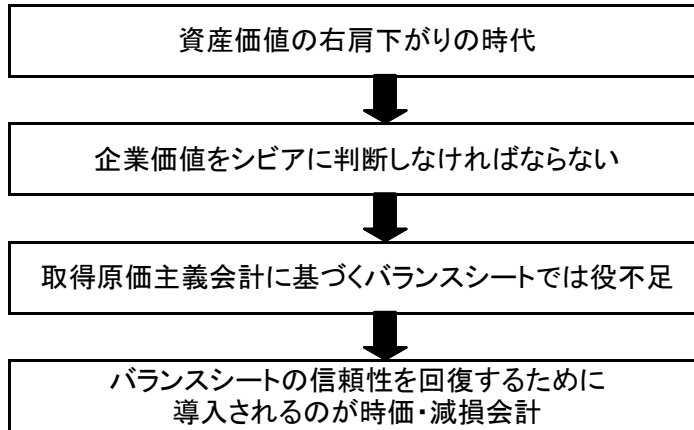 資産価値の右肩下がりの時代
企業価値をシビアに判断しなければならない
取得原価主義会計に基づくバランスシートでは役不足
バランスシートの信頼性を回復するために
導入されるのが時価・減損会計